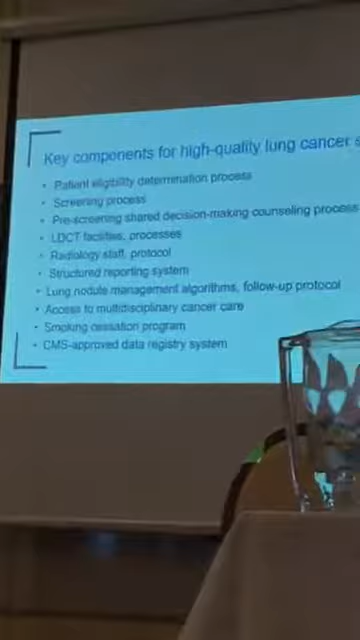 Key components for high-quality lung cancer
• Patient eligibility determination process
• Screening process
• Pre-screening shared decision-making counseling process
• LDCT facilities, processes
• Radiology staff, protocol
• Structured reporting system
• Lung nodule management algorithms, follow-up protocol
• Access to multidisciplinary cancer care
• Smoking cessation program
• CMS-approved data registry system